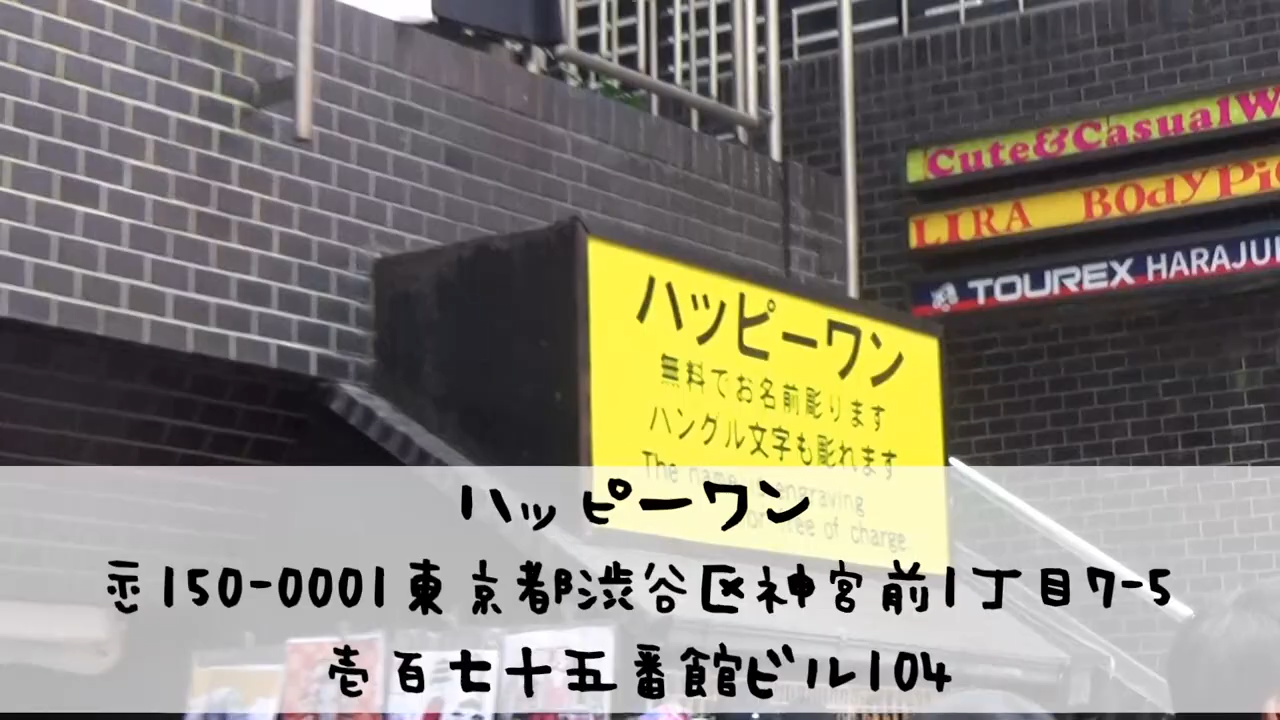 Cute&CasualW
LIRA BOdyPi
TOUREX HARAJU
ハッピーワン
無料でお名前彫ります
ハングル文字も彫れます
The name is engraving
for free of charge.
ハッピーワン
〠150-0001東京都渋谷区神宮前1丁目7-5
壱百七十五番館ビル104